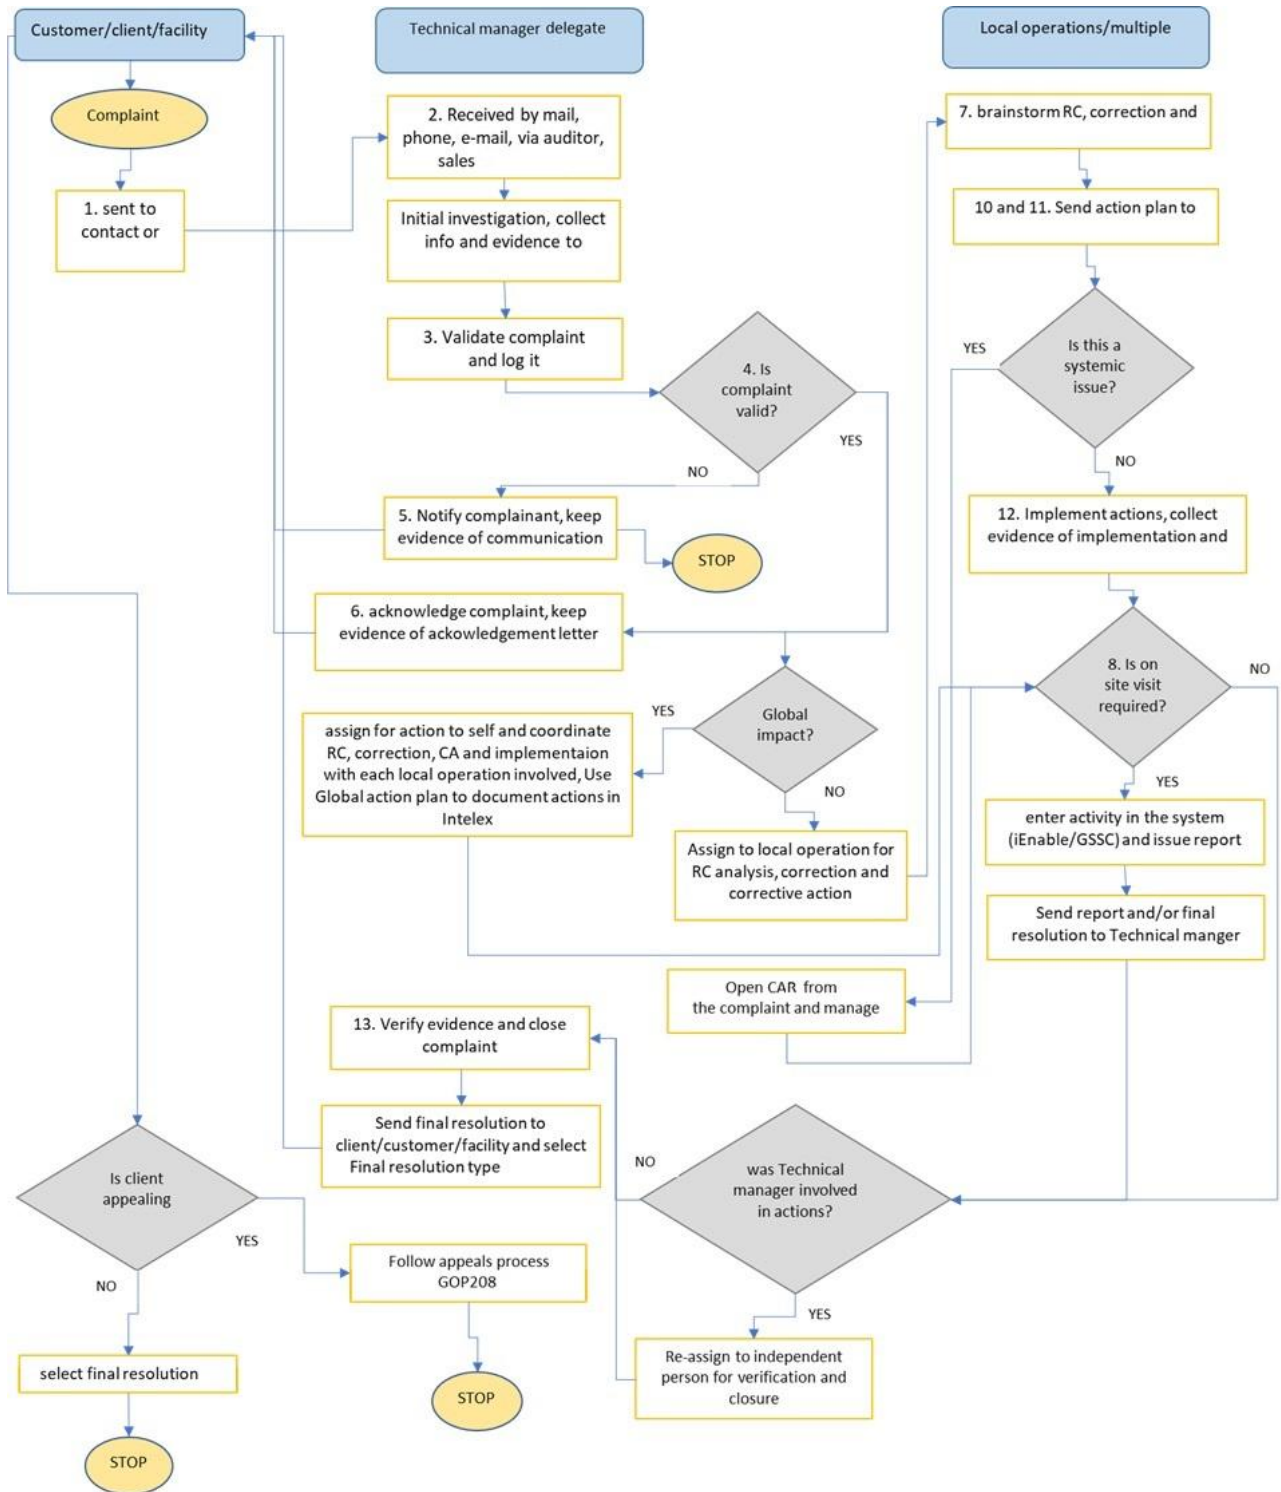 Customer/client/facility
Technical manager delegate
Local operations/multiple
Complaint
1. sent to
contact or
2. Received by mail,
phone, e-mail, via auditor,
sales
Initial investigation, collect
info and evidence to
3. Validate complaint
and log it
4. Is
complaint
valid?
YES
NO
5. Notify complainant, keep
evidence of communication
STOP
6. acknowledge complaint, keep
evidence of ackowledgement letter
Global
impact?
YES
assign for action to self and coordinate
RC, correction, CA and implementaion
with each local operation involved, Use
Global action plan to document actions in
Intelex
NO
Assign to local operation for
RC analysis, correction and
corrective action
7. brainstorm RC, correction and
10 and 11. Send action plan to
Is this a
systemic
issue?
YES
NO
12. Implement actions, collect
evidence of implementation and
8. Is on
site visit
required?
NO
YES
enter activity in the system
(iEnable/GSSC) and issue report
Send report and/or final
resolution to Technical manger
Open CAR from
the complaint and manage
13. Verify evidence and close
complaint
Send final resolution to
client/customer/facility and select
Final resolution type
was Technical
manager involved
in actions?
NO
YES
Re-assign to independent
person for verification and
closure
Is client
appealing
YES
NO
Follow appeals process
GOP208
STOP
select final resolution
STOP